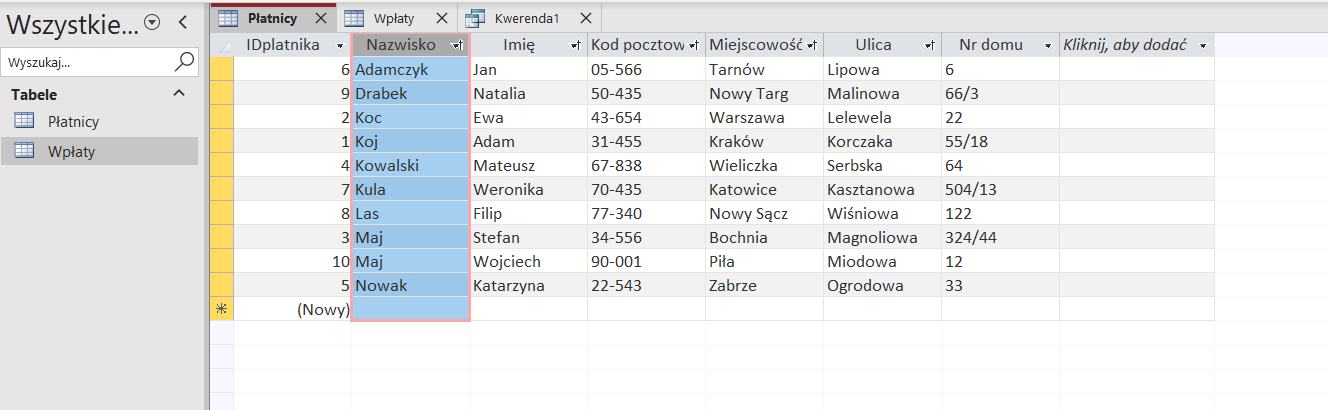 Wszystkie...
Wyszukaj...
Tabele
Płatnicy
Wpłaty
Płatnicy Wpłaty Kwerenda1
IDplatnika Nazwisko Imię Kod pocztow Miejscowość Ulica Nr domu Kliknij, aby dodać
6 Adamczyk Jan 05-566 Tarnów Lipowa 6
9 Drabek Natalia 50-435 Nowy Targ Malinowa 66/3
2 Koc Ewa 43-654 Warszawa Lelewela 22
1 Koj Adam 31-455 Kraków Korczaka 55/18
4 Kowalski Mateusz 67-838 Wieliczka Serbska 64
7 Kula Weronika 70-435 Katowice Kasztanowa 504/13
8 Las Filip 77-340 Nowy Sącz Wiśniowa 122
3 Maj Stefan 34-556 Bochnia Magnoliowa 324/44
10 Maj Wojciech 90-001 Piła Miodowa 12
5 Nowak Katarzyna 22-543 Zabrze Ogrodowa 33
(Nowy)